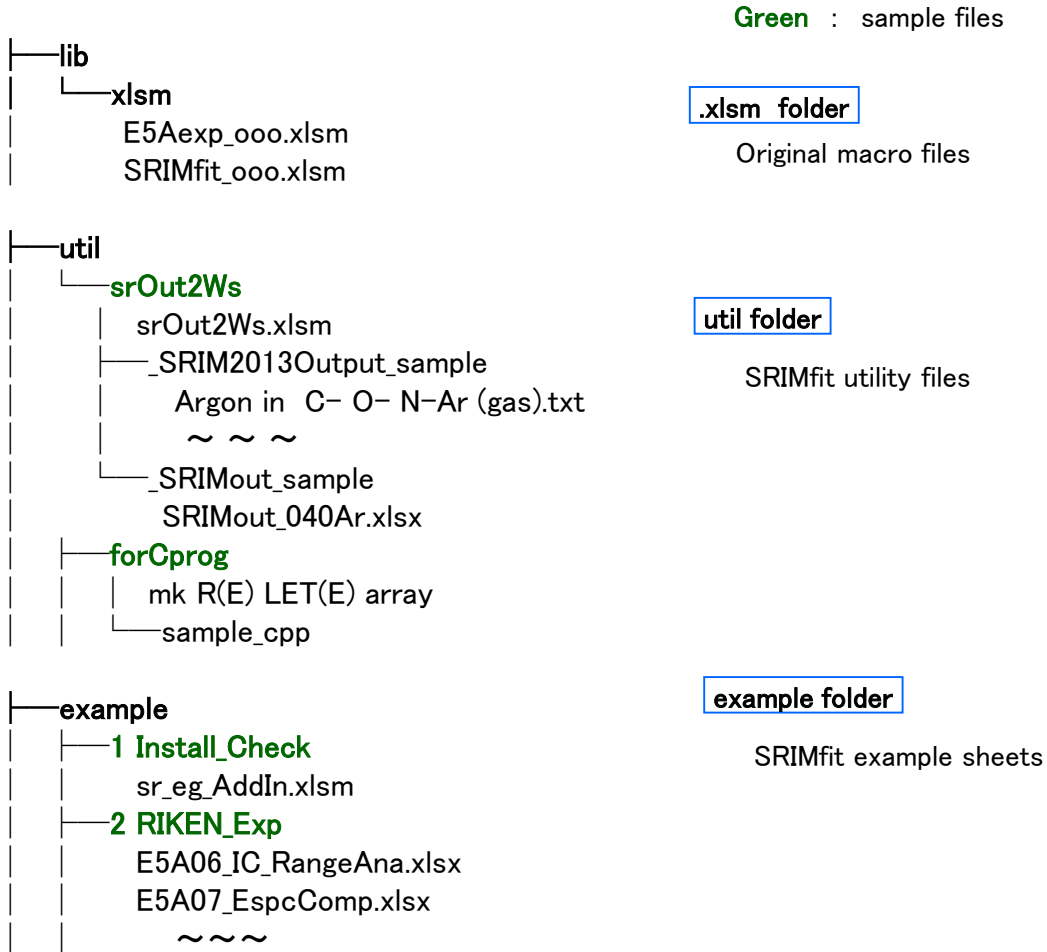 Green : sample files
├──lib
│ └──xlsm
│ E5Aexp_ooo.xlsm
│ SRIMfit_ooo.xlsm
.xlsm folder
Original macro files
├──util
│ └──srOut2Ws
│ │ srOut2Ws.xlsm
│ ├──_SRIM2013Output_sample
│ │ Argon in C- O- N-Ar (gas).txt
│ │ ～ ～ ～
│ └──_SRIMout_sample
│ SRIMout_040Ar.xlsx
│ ├──forCprog
│ │ │ mk R(E) LET(E) array
│ │ └──sample_cpp
util folder
SRIMfit utility files
├──example
│ ├──1 Install_Check
│ │ sr_eg_AddIn.xlsm
│ ├──2 RIKEN_Exp
│ │ E5A06_IC_RangeAna.xlsx
│ │ E5A07_EspcComp.xlsx
│ │ ～～～
example folder
SRIMfit example sheets